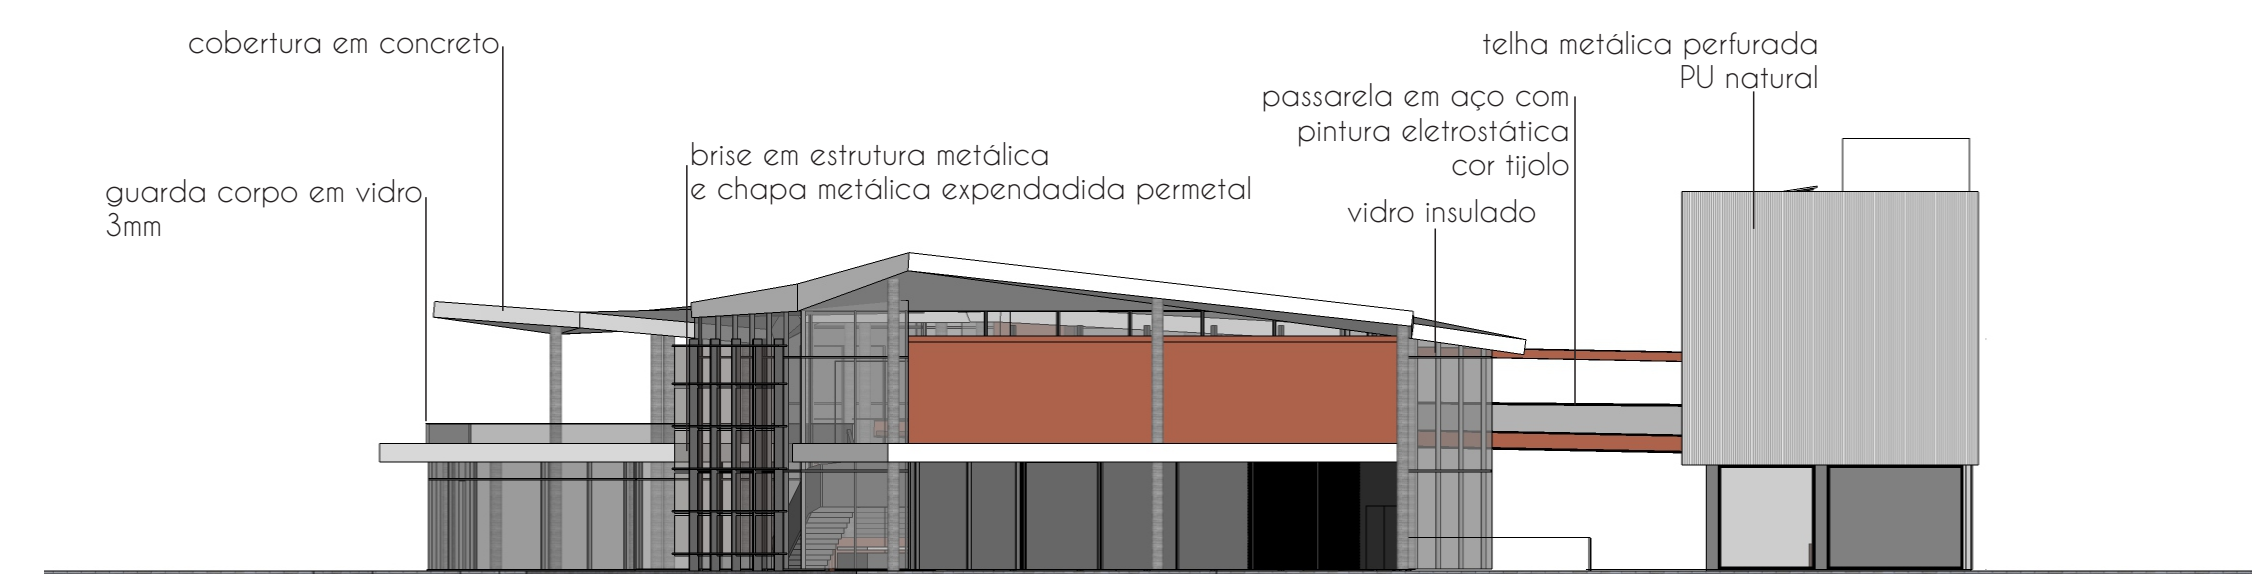 cobertura em concreto
telha metálica perfurada
PU natural
passarela em aço com
pintura eletrostática
cor tijolo
brise em estrutura metálica
e chapa metálica expendadida permetal
guarda corpo em vidro
3mm
vidro insulado